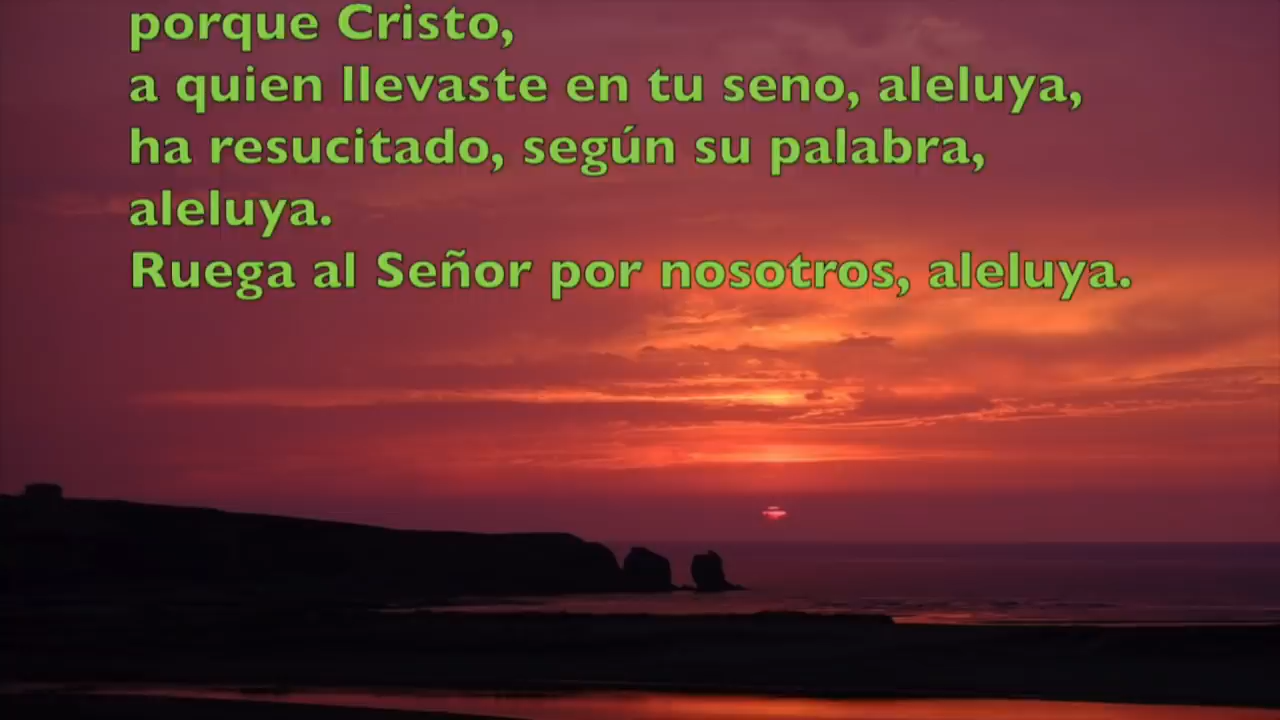 porque Cristo,
a quien llevaste en tu seno, aleluya,
ha resucitado, según su palabra,
aleluya.
Ruega al Señor por nosotros, aleluya.